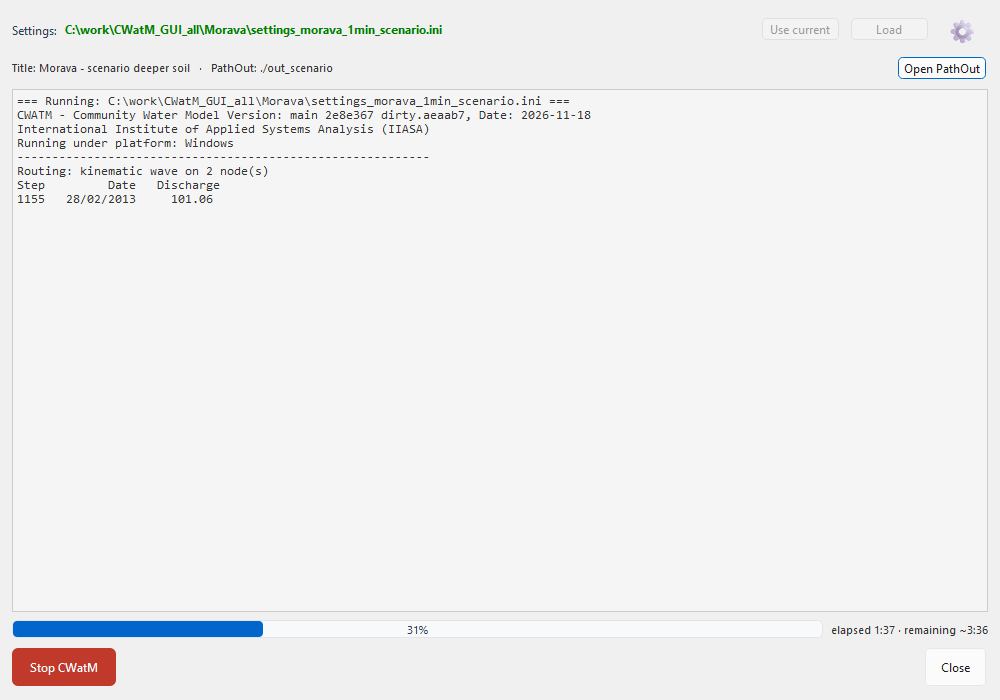 Settings: C:\work\CWatM_GUI_all\Morava\settings_morava_1min_scenario.ini Use current Load
Title: Morava - scenario deeper soil · PathOut: ./out_scenario Open PathOut
=== Running: C:\work\CWatM_GUI_all\Morava\settings_morava_1min_scenario.ini ===
CWATM - Community Water Model Version: main 2e8e367 dirty.aeaab7, Date: 2026-11-18
International Institute of Applied Systems Analysis (IIASA)
Running under platform: Windows
-----------------------------------------------------------
Routing: kinematic wave on 2 node(s)
Step Date Discharge
1155 28/02/2013 101.06
31% elapsed 1:37 · remaining ~3:36
Stop CWatM Close